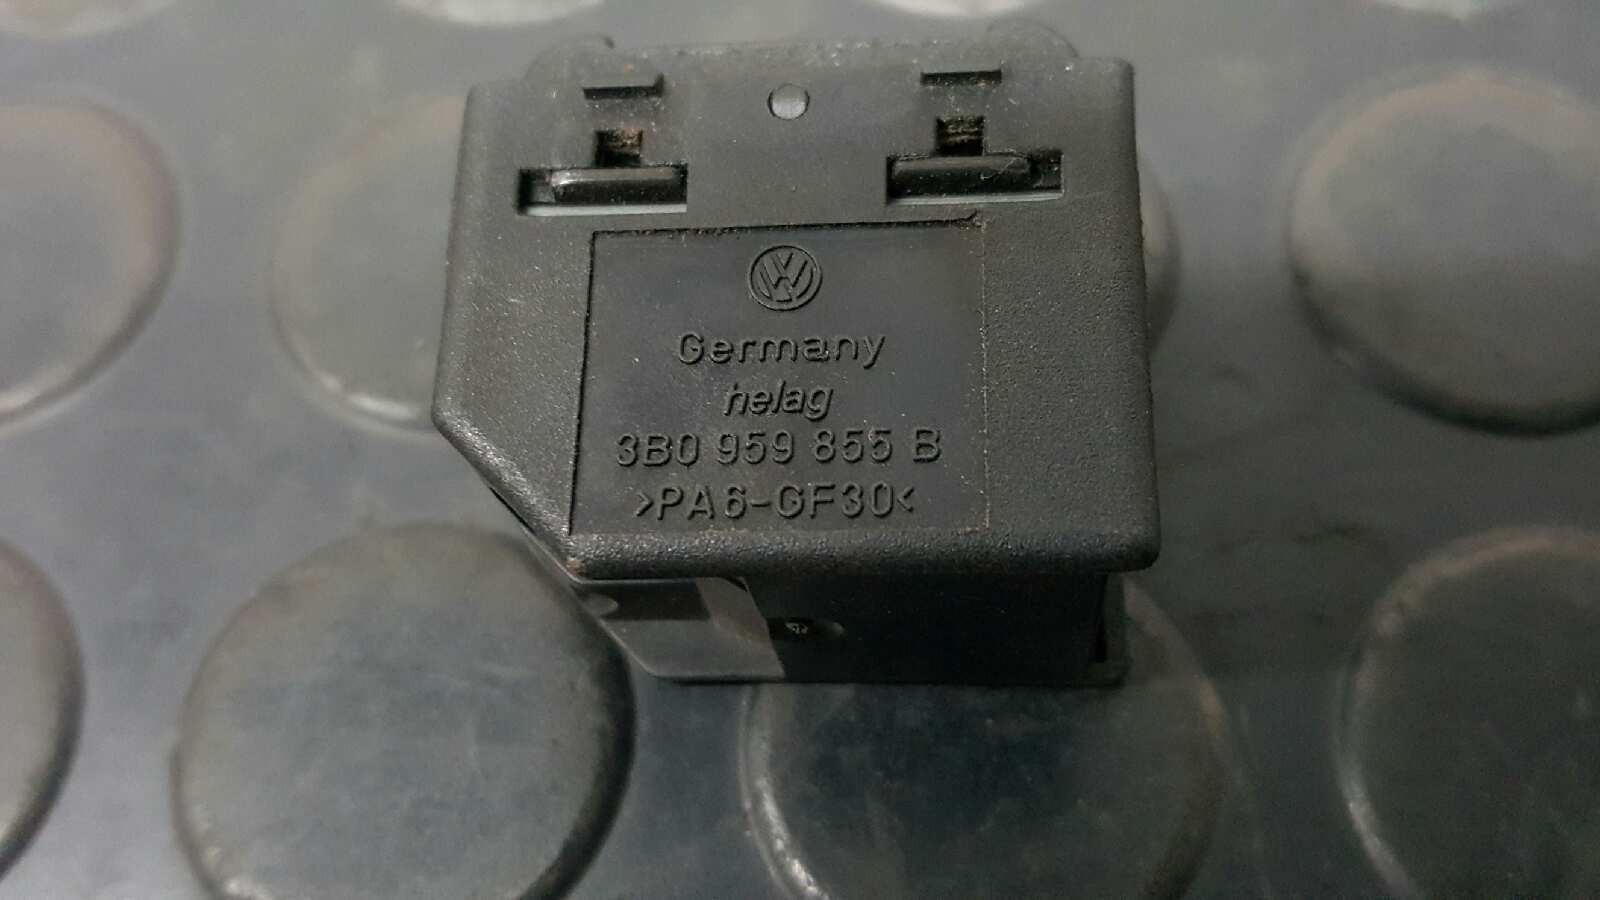 VW
Germany
helag
3B0 959 855 B
>PA6-GF30<